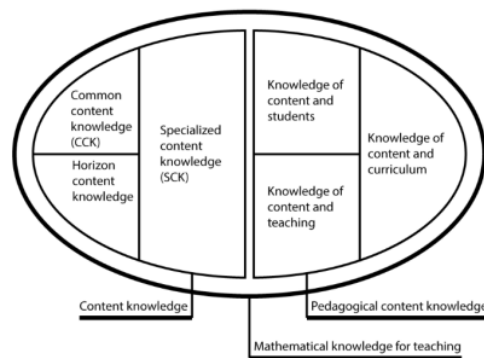 Common
content
knowledge
(CCK)
Horizon
content
knowledge
Specialized
content
knowledge
(SCK)
Knowledge of
content and
students
Knowledge of
content and
teaching
Knowledge of
content and
curriculum
Content knowledge
Pedagogical content knowledge
Mathematical knowledge for teaching